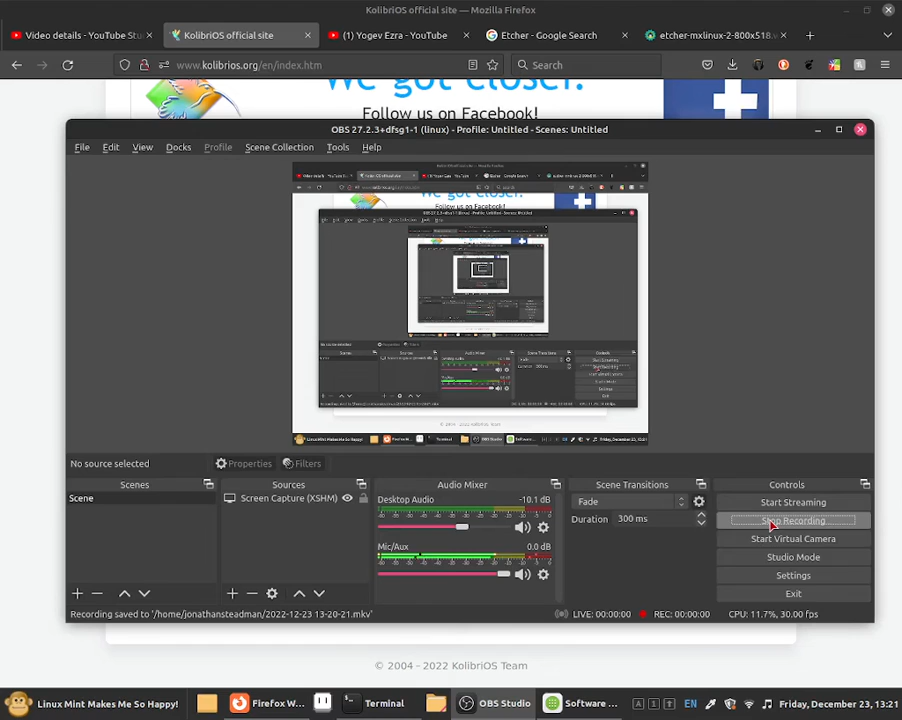 KolibriOS official site — Mozilla Firefox
Video details - YouTube Stu
KolibriOS official site
(1) Yogev Ezra - YouTube
Etcher - Google Search
etcher-mxlinux-2-800x518.w
www.kolibrios.org/en/index.htm
Search
We got closer.
Follow us on Facebook!
OBS 27.2.3+dfsg1-1 (linux) - Profile: Untitled - Scenes: Untitled
File Edit View Docks Profile Scene Collection Tools Help
No source selected
Properties
Filters
Scenes
Sources
Audio Mixer
Scene Transitions
Controls
Scene
Screen Capture (XSHM)
Desktop Audio
-10.1 dB
Mic/Aux
0.0 dB
Fade
Duration
300 ms
Start Streaming
Stop Recording
Start Virtual Camera
Studio Mode
Settings
Exit
Recording saved to '/home/jonathansteadman/2022-12-23 13-20-21.mkv'
LIVE: 00:00:00
REC: 00:00:00
CPU: 11.7%, 30.00 fps
© 2004 - 2022 KolibriOS Team
Linux Mint Makes Me So Happy!
Firefox W...
Terminal
OBS Studio
Software ...
EN
Friday, December 23, 13:21